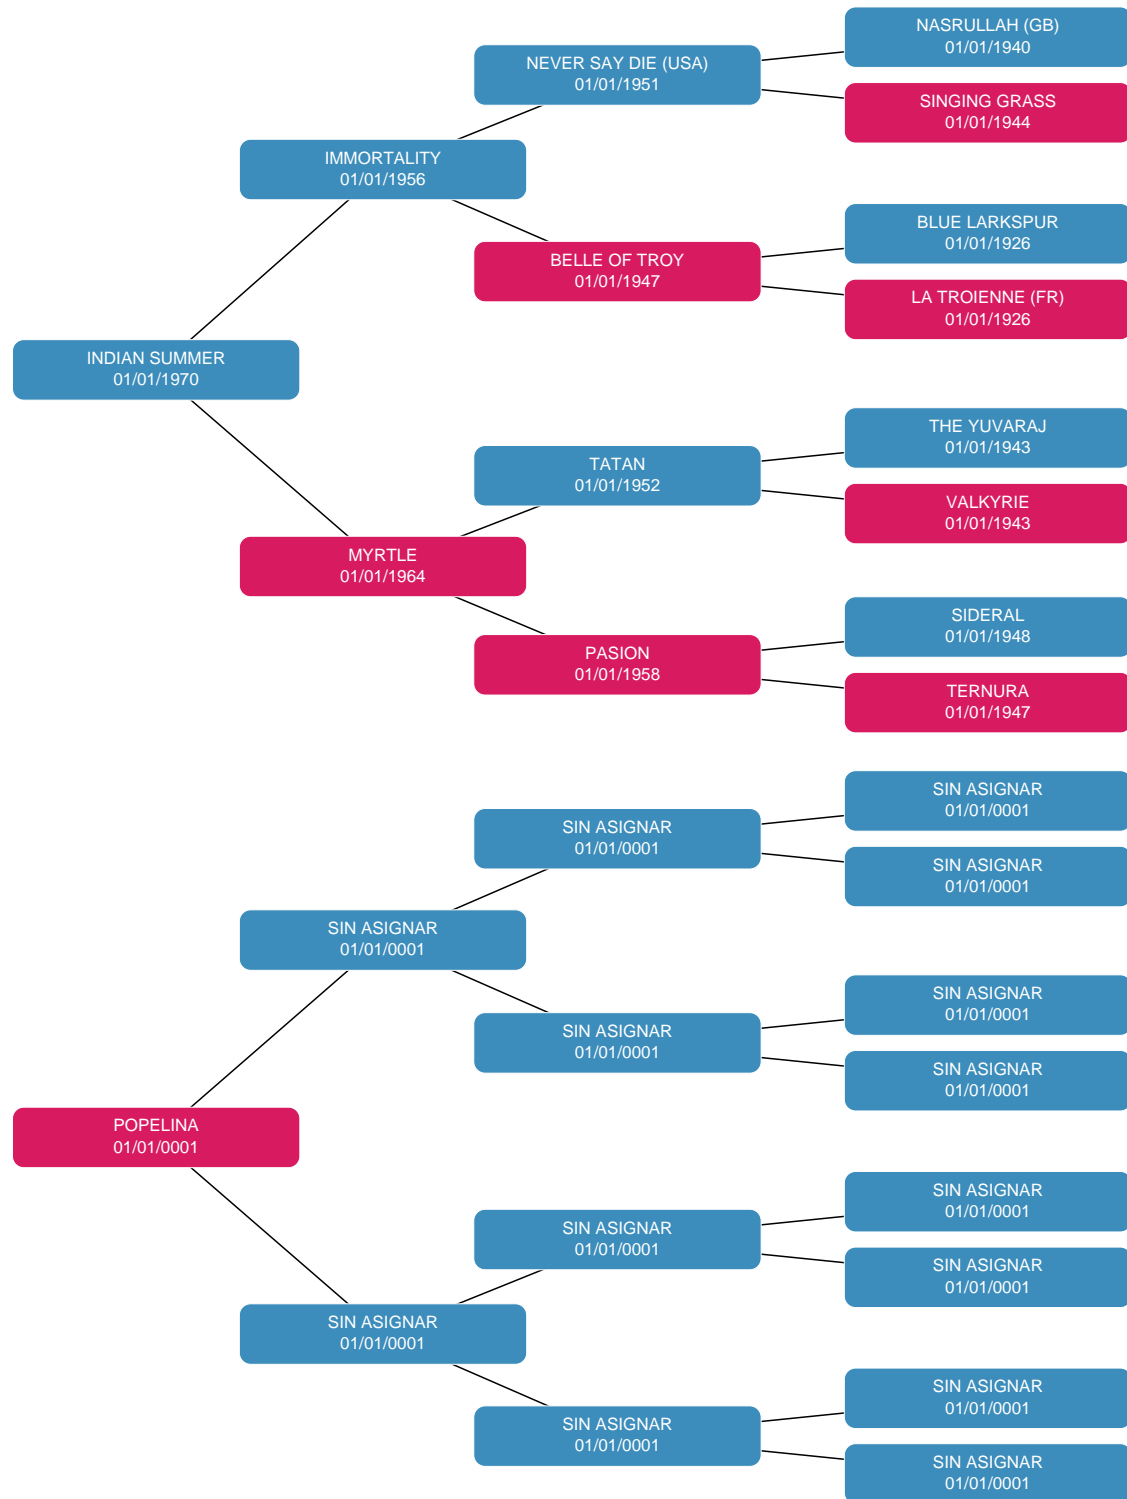 NASRULLAH (GB)
01/01/1940
NEVER SAY DIE (USA)
01/01/1951
SINGING GRASS
01/01/1944
IMMORTALITY
01/01/1956
BLUE LARKSPUR
01/01/1926
BELLE OF TROY
01/01/1947
LA TROIENNE (FR)
01/01/1926
INDIAN SUMMER
01/01/1970
THE YUVARAJ
01/01/1943
TATAN
01/01/1952
VALKYRIE
01/01/1943
MYRTLE
01/01/1964
SIDERAL
01/01/1948
PASION
01/01/1958
TERNURA
01/01/1947
SIN ASIGNAR
01/01/0001
SIN ASIGNAR
01/01/0001
SIN ASIGNAR
01/01/0001
SIN ASIGNAR
01/01/0001
SIN ASIGNAR
01/01/0001
SIN ASIGNAR
01/01/0001
SIN ASIGNAR
01/01/0001
POPELINA
01/01/0001
SIN ASIGNAR
01/01/0001
SIN ASIGNAR
01/01/0001
SIN ASIGNAR
01/01/0001
SIN ASIGNAR
01/01/0001
SIN ASIGNAR
01/01/0001
SIN ASIGNAR
01/01/0001
SIN ASIGNAR
01/01/0001